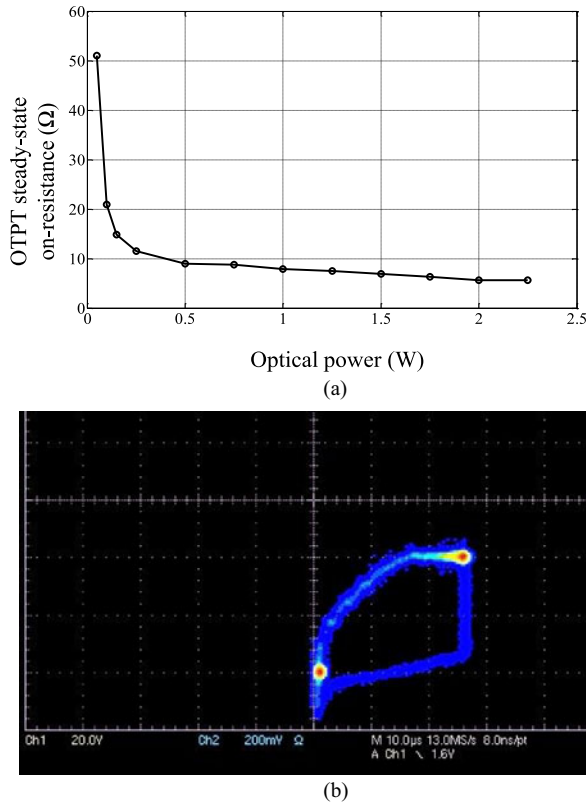 60
50
40
30
20
10
0
OTPT steady-state
on-resistance (Ω)
0 0.5 1 1.5 2 2.5
Optical power (W)
(a)
Ch1 20.0V Ch2 200mV Ω M 10.0µs 13.0MS/s 8.0ns/pt
A Ch1 \ 1.6V
(b)